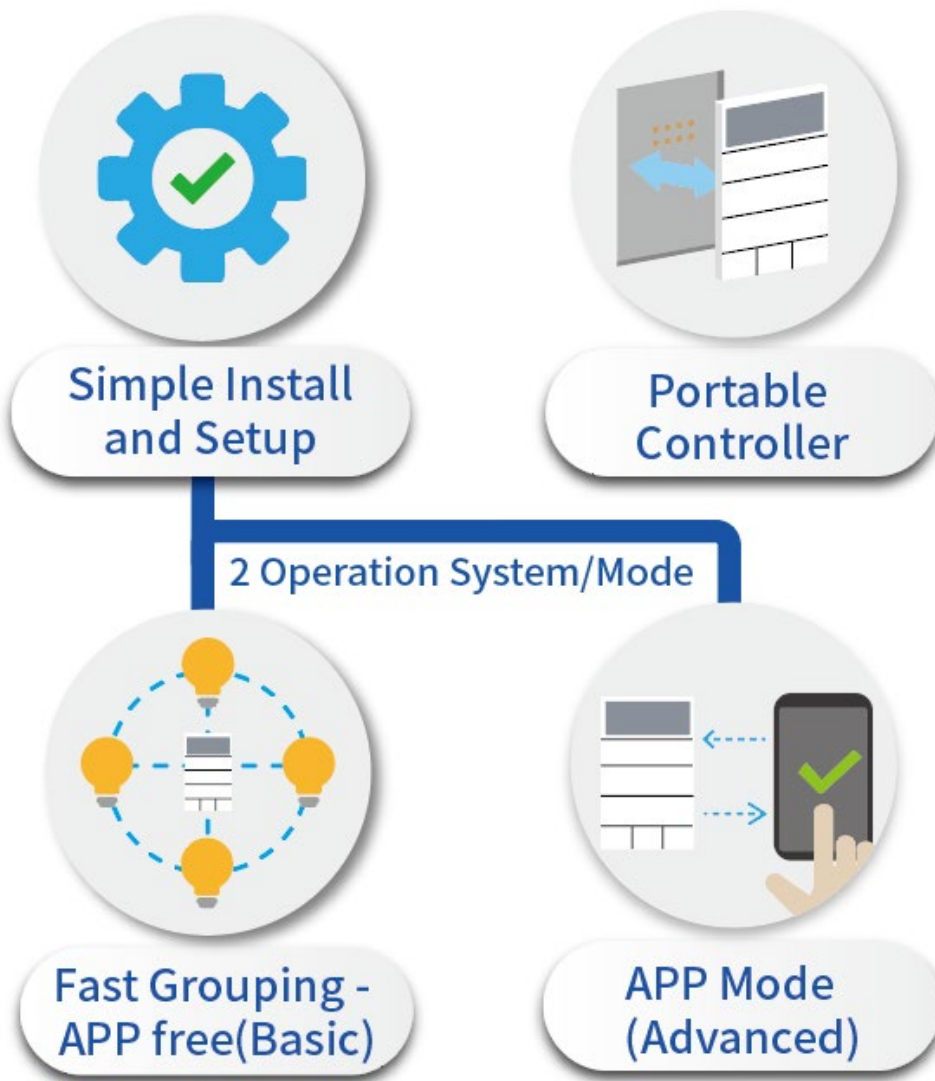 Simple Install
and Setup
Portable
Controller
2 Operation System/Mode
Fast Grouping -
APP free(Basic)
APP Mode
(Advanced)